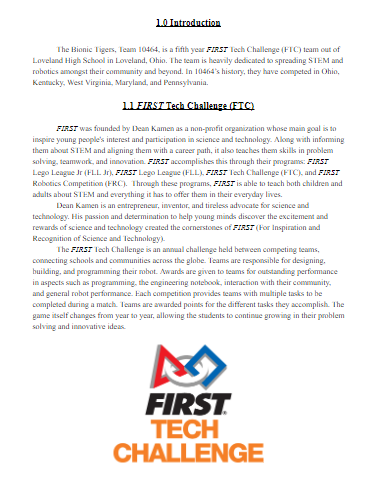 1.0 Introduction
The Bionic Tigers, Team 10464, is a fifth year FIRST Tech Challenge (FTC) team out of
Loveland High School in Loveland, Ohio. The team is heavily dedicated to spreading STEM and
robotics amongst their community and beyond. In 10464's history, they have competed in Ohio,
Kentucky, West Virginia, Maryland, and Pennsylvania.
1.1 FIRST Tech Challenge (FTC)
FIRST was founded by Dean Kamen as a non-profit organization whose main goal is to
inspire young people's interest and participation in science and technology. Along with informing
them about STEM and aligning them with a career path, it also teaches them skills in problem
solving, teamwork, and innovation. FIRST accomplishes this through their programs: FIRST
Lego League Jr (FLL Jr), FIRST Lego League (FLL), FIRST Tech Challenge (FTC), and FIRST
Robotics Competition (FRC). Through these programs, FIRST is able to teach both children and
adults about STEM and everything it has to offer them in their everyday lives.
Dean Kamen is an entrepreneur, inventor, and tireless advocate for science and
technology. His passion and determination to help young minds discover the excitement and
rewards of science and technology created the cornerstones of FIRST (For Inspiration and
Recognition of Science and Technology).
The FIRST Tech Challenge is an annual challenge held between competing teams,
connecting schools and communities across the globe. Teams are responsible for designing,
building, and programming their robot. Awards are given to teams for outstanding performance
in aspects such as programming, the engineering notebook, interaction with their community,
and general robot performance. Each competition provides teams with multiple tasks to be
completed during a match. Teams are awarded points for the different tasks they accomplish. The
game itself changes from year to year, allowing the students to continue growing in their problem
solving and innovative ideas.
FIRST
TECH
CHALLENGE